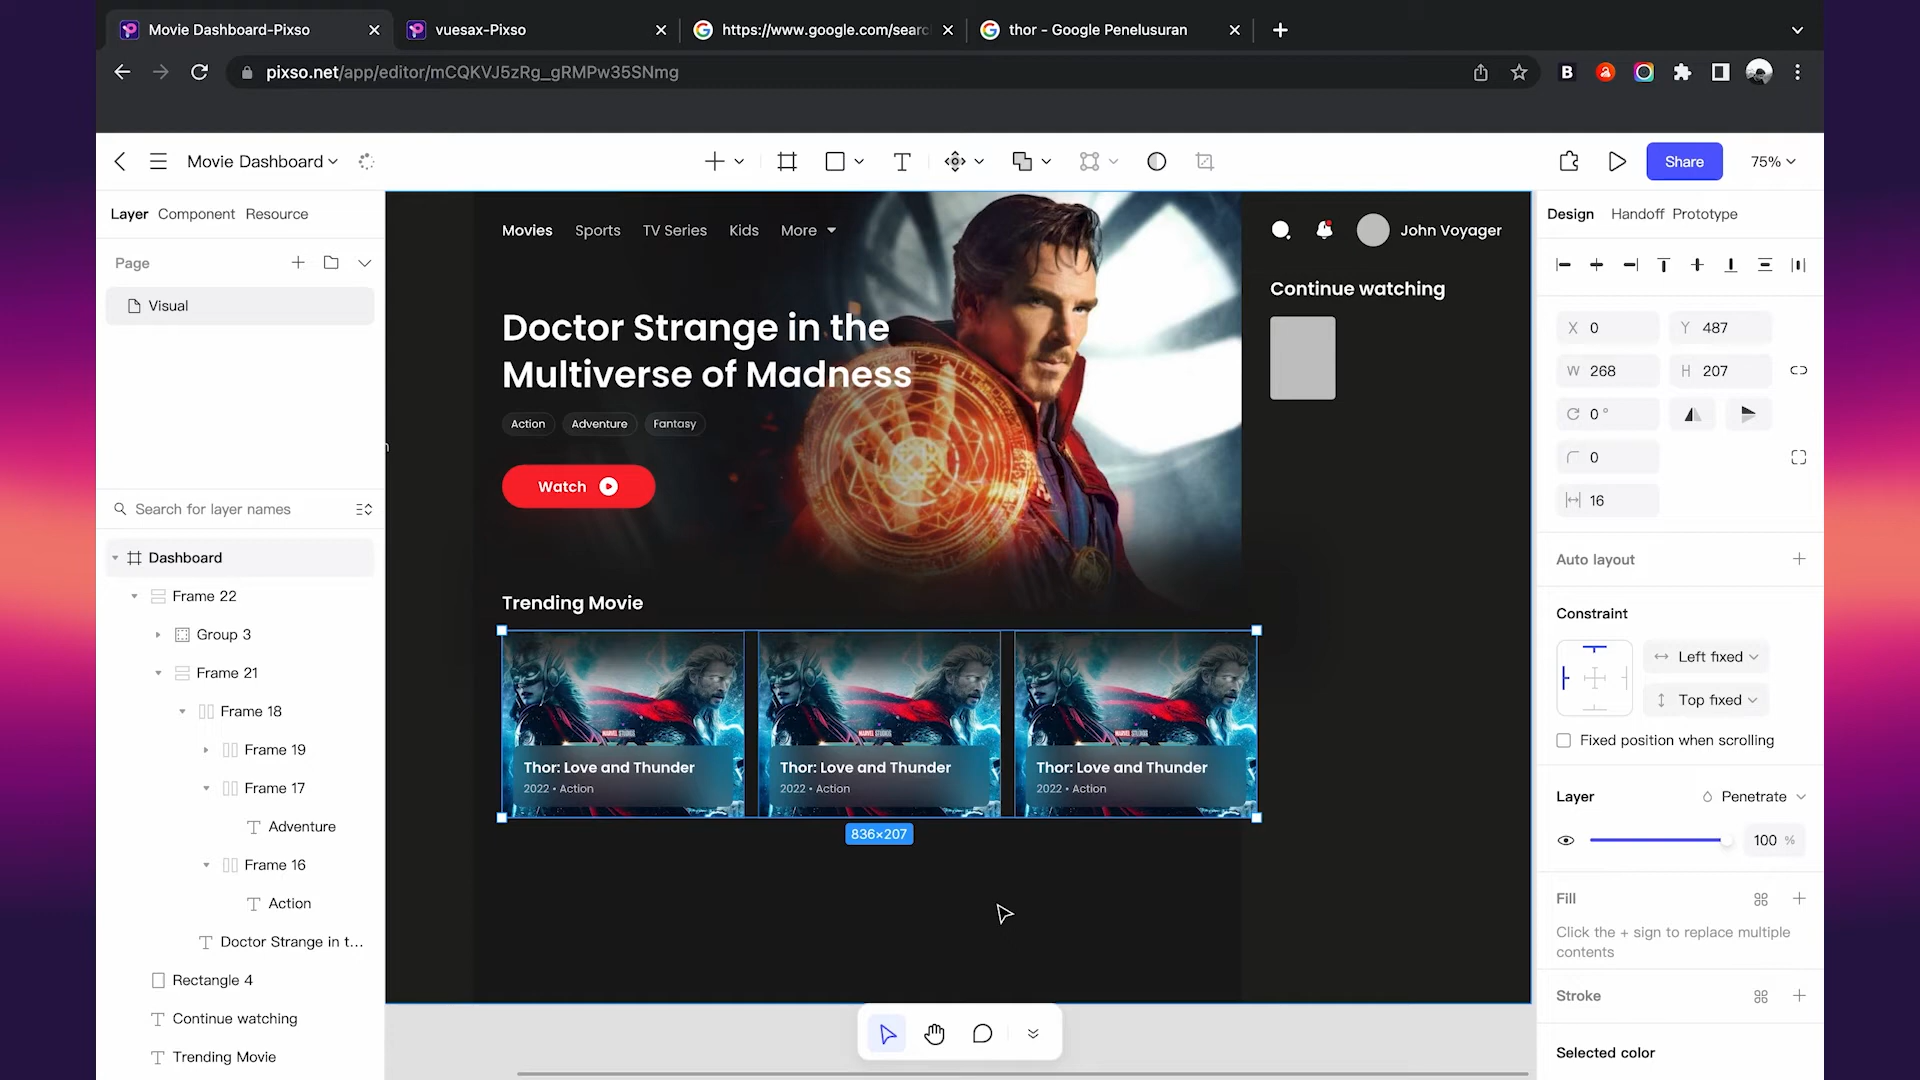 Movie Dashboard-Pixso
vuesax-Pixso
https://www.google.com/searc
thor - Google Penelusuran
pixso.net/app/editor/mCQKVJ5zRg_gRMPw35SNmg
B
Movie Dashboard
Share
75%
Layer
Component
Resource
Page
Visual
Search for layer names
Dashboard
Frame 22
Group 3
Frame 21
Frame 18
Frame 19
Frame 17
Adventure
Frame 16
Action
Doctor Strange in t...
Rectangle 4
Continue watching
Trending Movie
Movies
Sports
TV Series
Kids
More
John Voyager
Doctor Strange in the
Multiverse of Madness
Action
Adventure
Fantasy
Watch
Continue watching
Trending Movie
MARVEL STUDIOS
Thor: Love and Thunder
2022 • Action
MARVEL STUDIOS
Thor: Love and Thunder
2022 • Action
MARVEL STUDIOS
Thor: Love and Thunder
2022 • Action
836×207
Design
Handoff
Prototype
X 0
Y 487
W 268
H 207
0 °
0
16
Auto layout
Constraint
Left fixed
Top fixed
Fixed position when scrolling
Layer
Penetrate
100 %
Fill
Click the + sign to replace multiple
contents
Stroke
Selected color